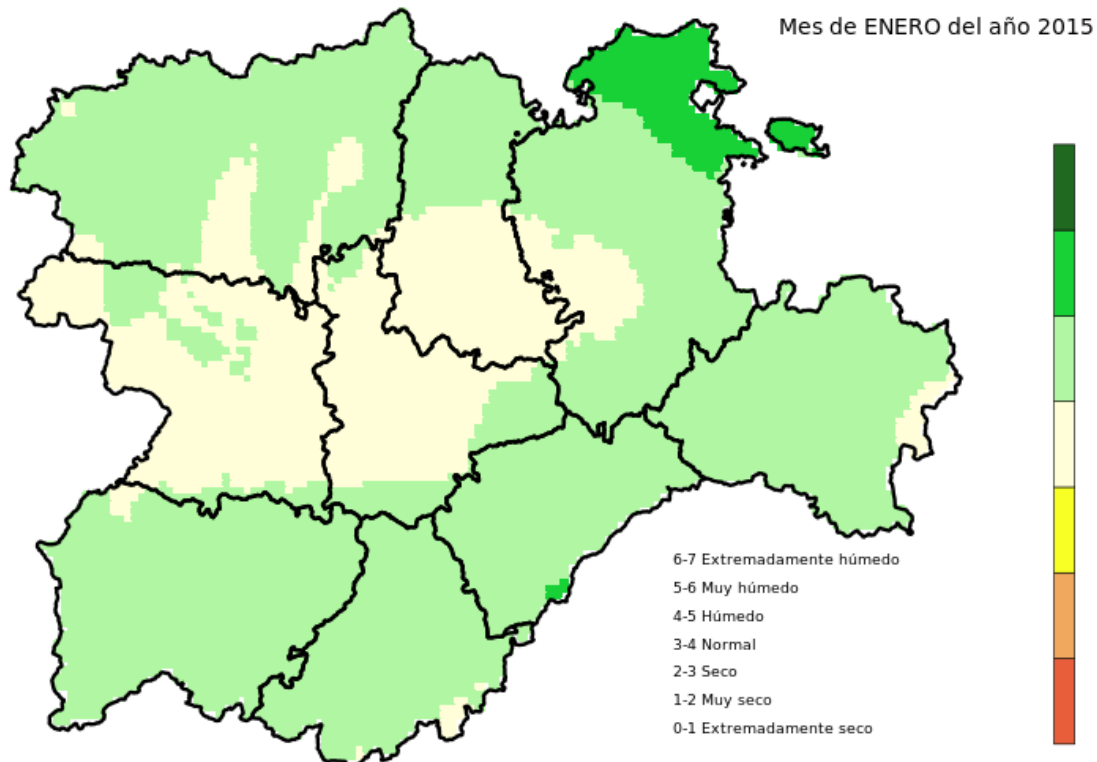 Mes de ENERO del año 2015
6-7 Extremadamente húmedo
5-6 Muy húmedo
4-5 Húmedo
3-4 Normal
2-3 Seco
1-2 Muy seco
0-1 Extremadamente seco